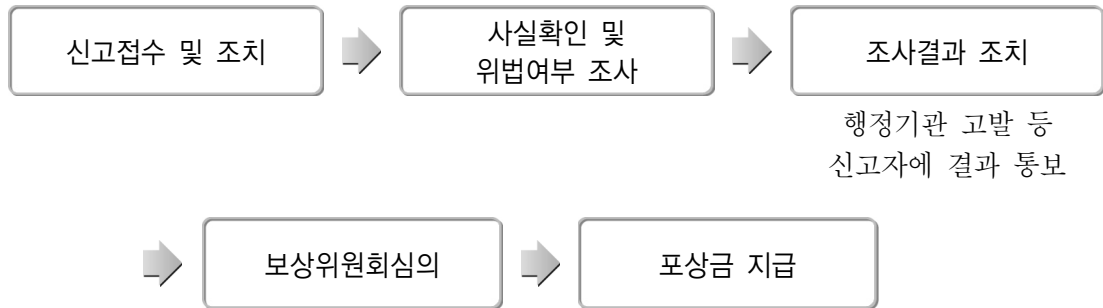 신고접수 및 조치
사실확인 및
위법여부 조사
조사결과 조치
행정기관 고발 등
신고자에 결과 통보
보상위원회심의
포상금 지급